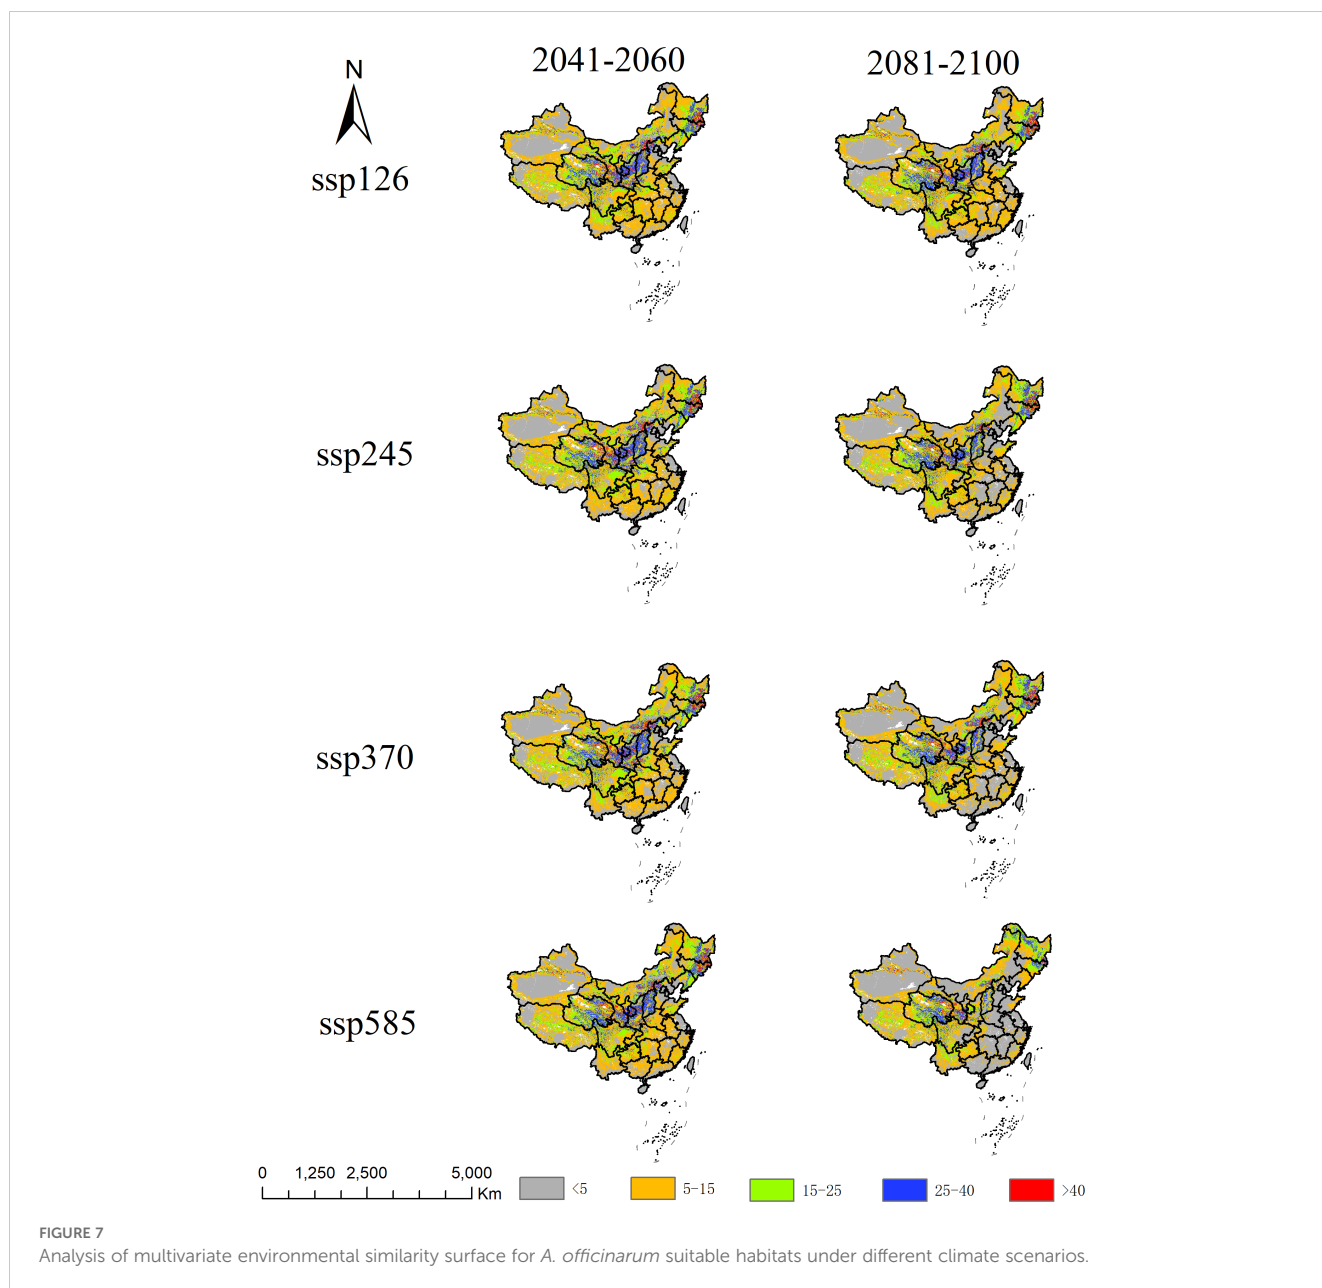 2041-2060
2081-2100
N
ssp126
ssp245
ssp370
ssp585
0 1,250 2,500 5,000
Km
<5
5-15
15-25
25-40
>40
FIGURE 7
Analysis of multivariate environmental similarity surface for A. officinarum suitable habitats under different climate scenarios.